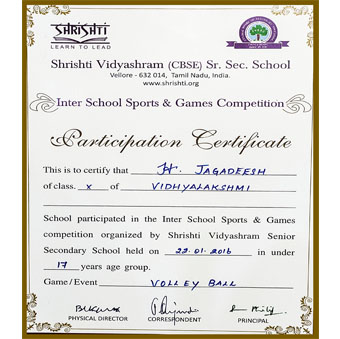 SHRISHTI
LEARN TO LEAD
Shrishti Vidyashram (CBSE) Sr. Sec. School
Vellore - 632 014, Tamil Nadu, India.
www.shrishti.org
Inter School Sports & Games Competition
Participation Certificate
This is to certify that H. JAGADEESH
of class. X of VIDHYALAKSHMI
School participated in the Inter School Sports & Games
competition organized by Shrishti Vidyashram Senior
Secondary School held on 22.01.2016 in under
17 years age group.
Game/Event VOLLEY BALL
PHYSICAL DIRECTOR CORRESPONDENT PRINCIPAL